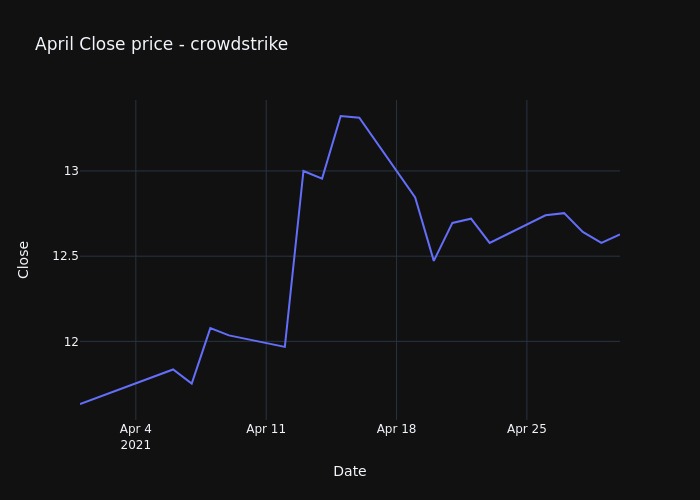 April Close price - crowdstrike
Close
13
12.5
12
Apr 4
2021
Apr 11
Apr 18
Apr 25
Date